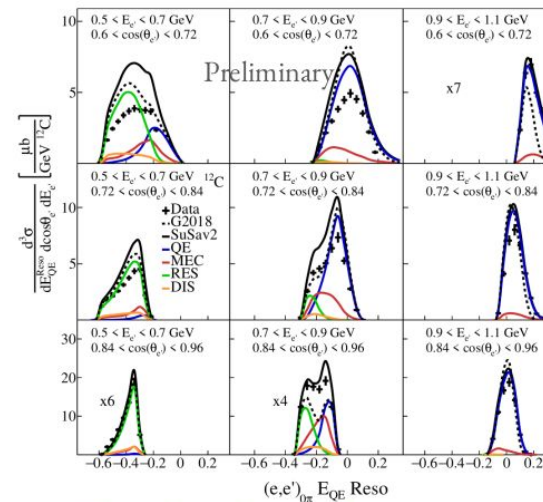 0.5 < E_e' < 0.7 GeV
0.6 < cos(θ_e') < 0.72
0.7 < E_e' < 0.9 GeV
0.6 < cos(θ_e') < 0.72
0.9 < E_e' < 1.1 GeV
0.6 < cos(θ_e') < 0.72
Preliminary
x7
5
0.5 < E_e' < 0.7 GeV ¹²C
0.72 < cos(θ_e') < 0.84
0.7 < E_e' < 0.9 GeV
0.72 < cos(θ_e') < 0.84
0.9 < E_e' < 1.1 GeV
0.72 < cos(θ_e') < 0.84
Data
G2018
SuSav2
QE
MEC
RES
DIS
10
5
0.5 < E_e' < 0.7 GeV
0.84 < cos(θ_e') < 0.96
0.7 < E_e' < 0.9 GeV
0.84 < cos(θ_e') < 0.96
0.9 < E_e' < 1.1 GeV
0.84 < cos(θ_e') < 0.96
x6
x4
30
20
10
d³σ / dE_QE^Reso dcosθ_e' dE_e' [μb / GeV ¹²C]
−0.6 −0.4 −0.2 0 0.2
−0.6 −0.4 −0.2 0 0.2
−0.6 −0.4 −0.2 0 0.2
(e,e')_0π E_QE Reso